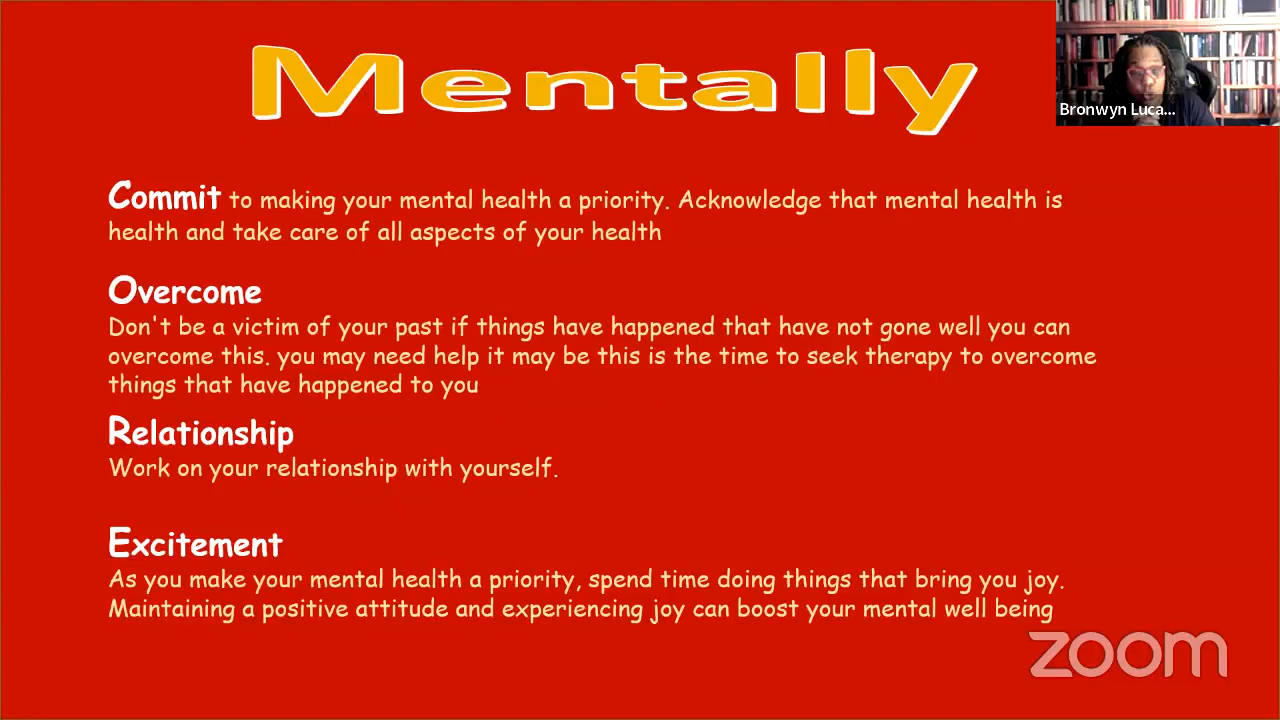 Mentally
Bronwyn Luca...
Commit to making your mental health a priority. Acknowledge that mental health is
health and take care of all aspects of your health
Overcome
Don't be a victim of your past if things have happened that have not gone well you can
overcome this. you may need help it may be this is the time to seek therapy to overcome
things that have happened to you
Relationship
Work on your relationship with yourself.
Excitement
As you make your mental health a priority, spend time doing things that bring you joy.
Maintaining a positive attitude and experiencing joy can boost your mental well being
zoom